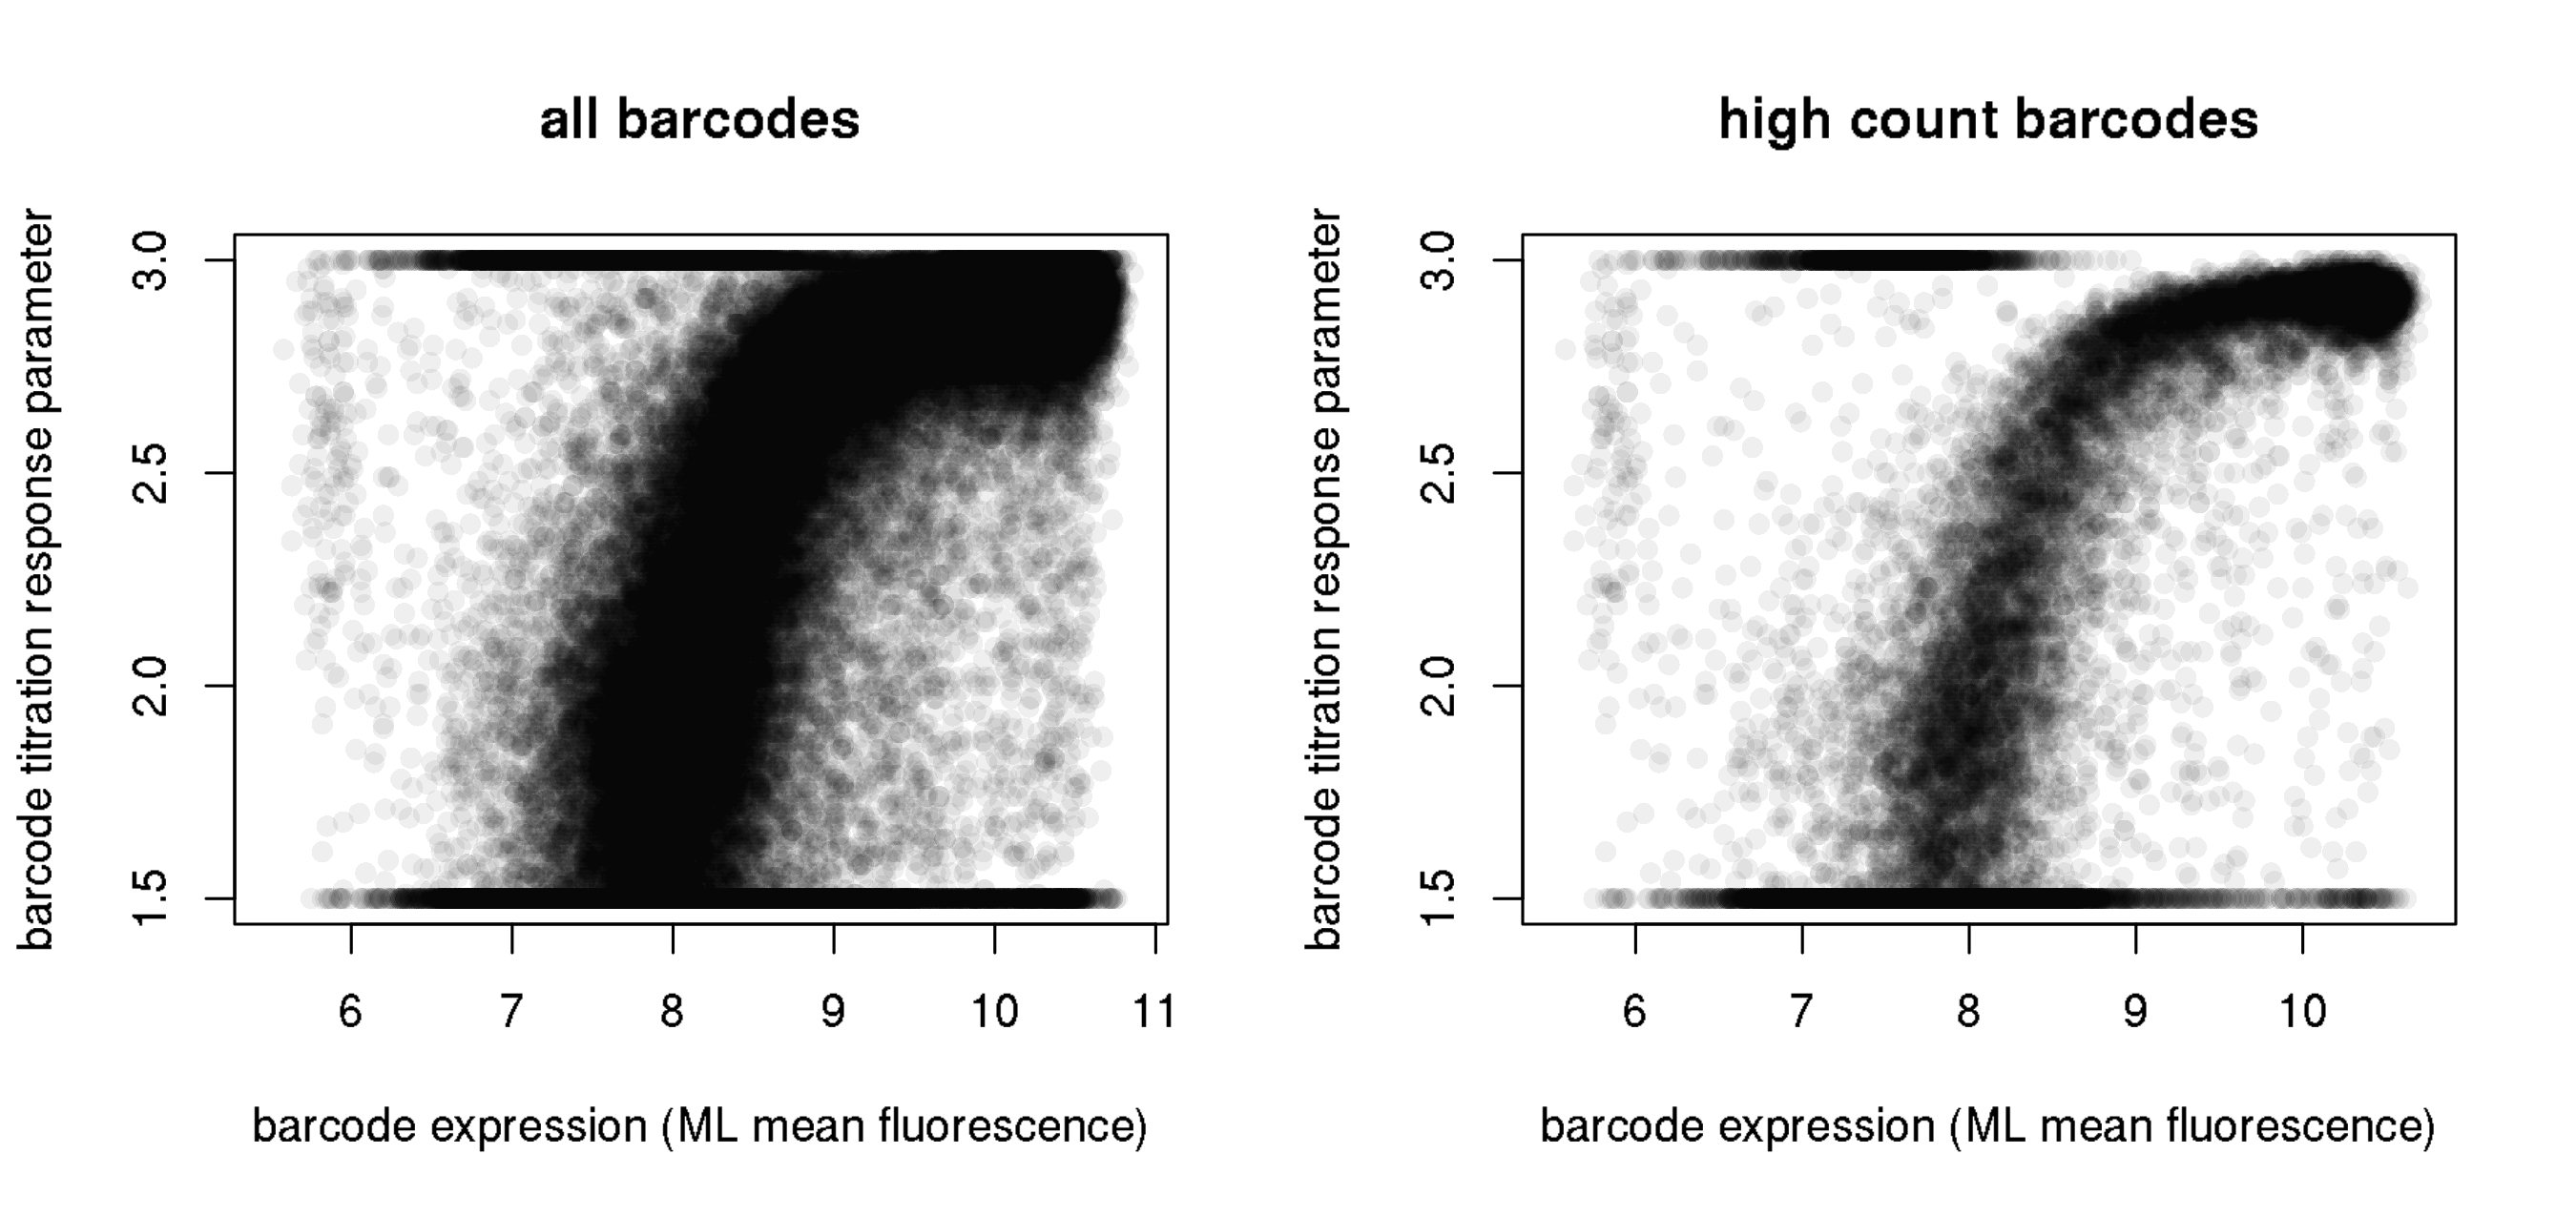 all barcodes
barcode titration response parameter
3.0
2.5
2.0
1.5
6 7 8 9 10 11
barcode expression (ML mean fluorescence)
high count barcodes
barcode titration response parameter
3.0
2.5
2.0
1.5
6 7 8 9 10
barcode expression (ML mean fluorescence)